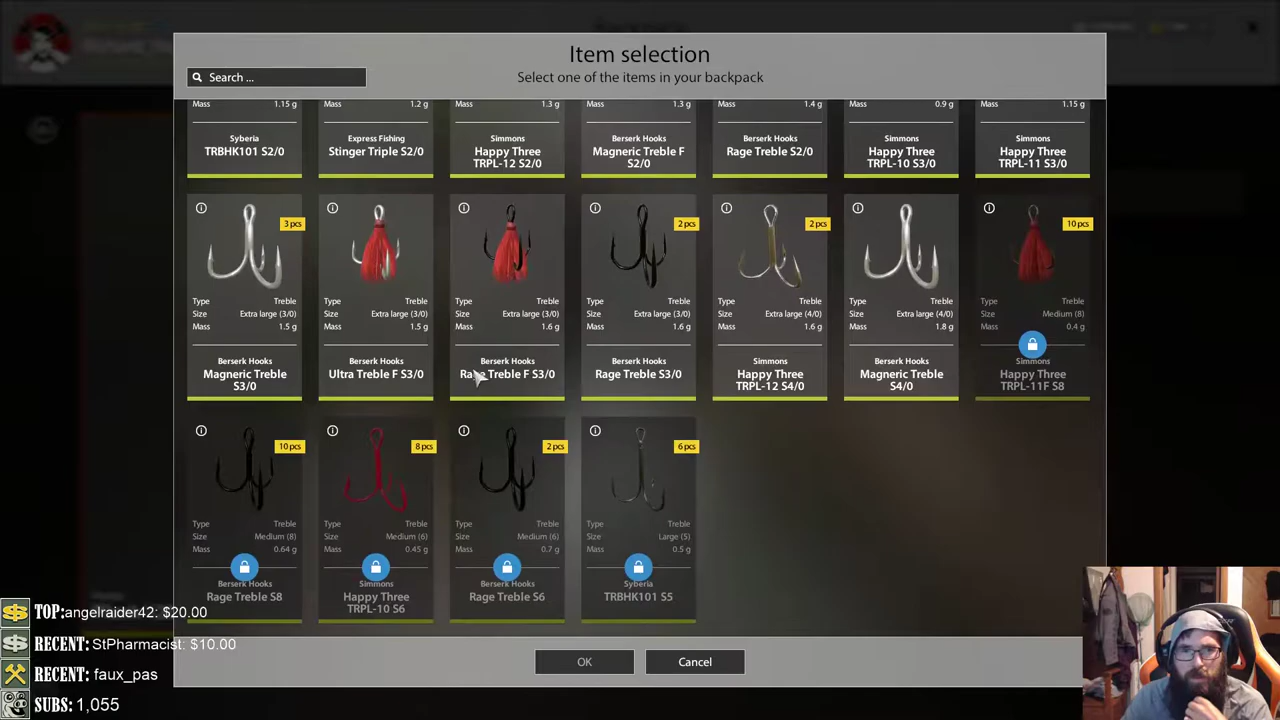 Item selection
Search ...
Select one of the items in your backpack
Mass 1.15 g
Mass 1.2 g
Mass 1.3 g
Mass 1.3 g
Mass 1.4 g
Mass 0.9 g
Mass 1.15 g
Syberia
TRBHK101 S2/0
Express Fishing
Stinger Triple S2/0
Simmons
Happy Three
TRPL-12 S2/0
Berserk Hooks
Magneric Treble F
S2/0
Berserk Hooks
Rage Treble S2/0
Simmons
Happy Three
TRPL-10 S3/0
Simmons
Happy Three
TRPL-11 S3/0
3 pcs
Type Treble
Size Extra large (3/0)
Mass 1.5 g
Berserk Hooks
Magneric Treble
S3/0
Type Treble
Size Extra large (3/0)
Mass 1.5 g
Berserk Hooks
Ultra Treble F S3/0
Type Treble
Size Extra large (3/0)
Mass 1.6 g
Berserk Hooks
Rage Treble F S3/0
2 pcs
Type Treble
Size Extra large (3/0)
Mass 1.6 g
Berserk Hooks
Rage Treble S3/0
2 pcs
Type Treble
Size Extra large (4/0)
Mass 1.6 g
Simmons
Happy Three
TRPL-12 S4/0
Type Treble
Size Extra large (4/0)
Mass 1.8 g
Berserk Hooks
Magneric Treble
S4/0
10 pcs
Type Treble
Size Medium (8)
Mass 0.4 g
Simmons
Happy Three
TRPL-11F S8
10 pcs
Type Treble
Size Medium (8)
Mass 0.64 g
Berserk Hooks
Rage Treble S8
8 pcs
Type Treble
Size Medium (6)
Mass 0.45 g
Simmons
Happy Three
TRPL-10 S6
2 pcs
Type Treble
Size Medium (6)
Mass 0.7 g
Berserk Hooks
Rage Treble S6
6 pcs
Type Treble
Size Large (5)
Mass 0.5 g
Syberia
TRBHK101 S5
OK
Cancel
TOP:angelraider42: $20.00
RECENT: StPharmacist: $10.00
RECENT: faux_pas
SUBS: 1,055